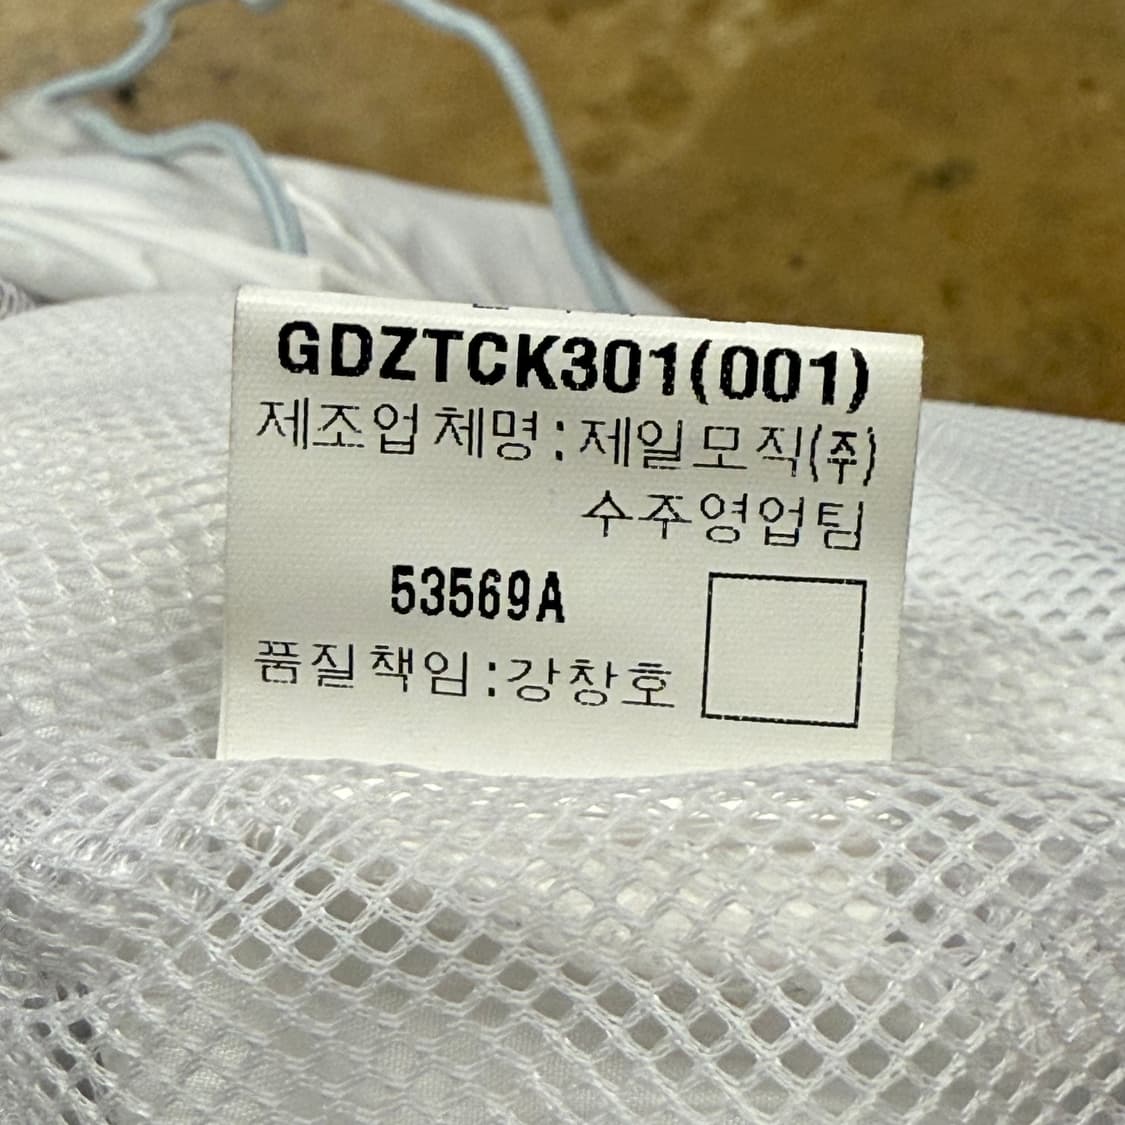 GDZTCK301(001)
제조업체명:제일모직(주)
수주영업팀
53569A
품질책임:강창호